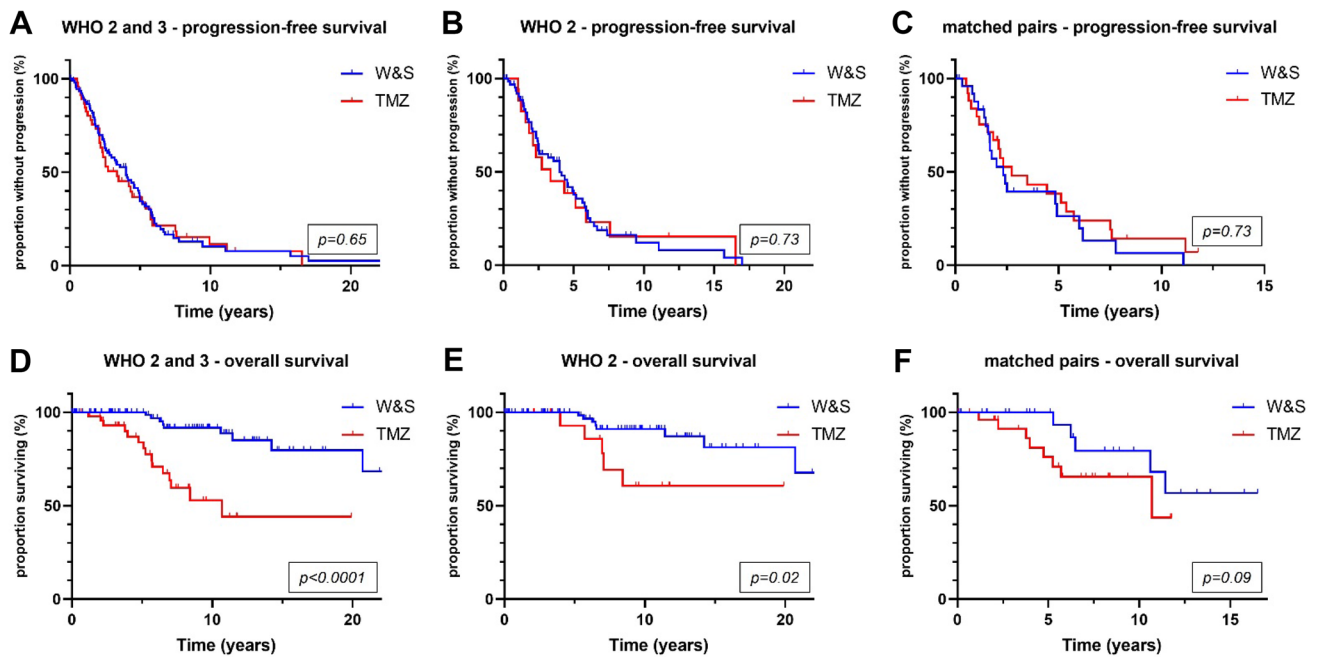 A
WHO 2 and 3 - progression-free survival
proportion without progression (%)
100
50
0
0 5 10 15 20
Time (years)
W&S
TMZ
p=0.65
B
WHO 2 - progression-free survival
proportion without progression (%)
100
50
0
0 5 10 15 20
Time (years)
W&S
TMZ
p=0.73
C
matched pairs - progression-free survival
proportion without progression (%)
100
50
0
0 5 10 15
Time (years)
W&S
TMZ
p=0.73
D
WHO 2 and 3 - overall survival
proportion surviving (%)
100
50
0
0 10 20
Time (years)
W&S
TMZ
p<0.0001
E
WHO 2 - overall survival
proportion surviving (%)
100
50
0
0 10 20
Time (years)
W&S
TMZ
p=0.02
F
matched pairs - overall survival
proportion surviving (%)
100
50
0
0 5 10 15
Time (years)
W&S
TMZ
p=0.09